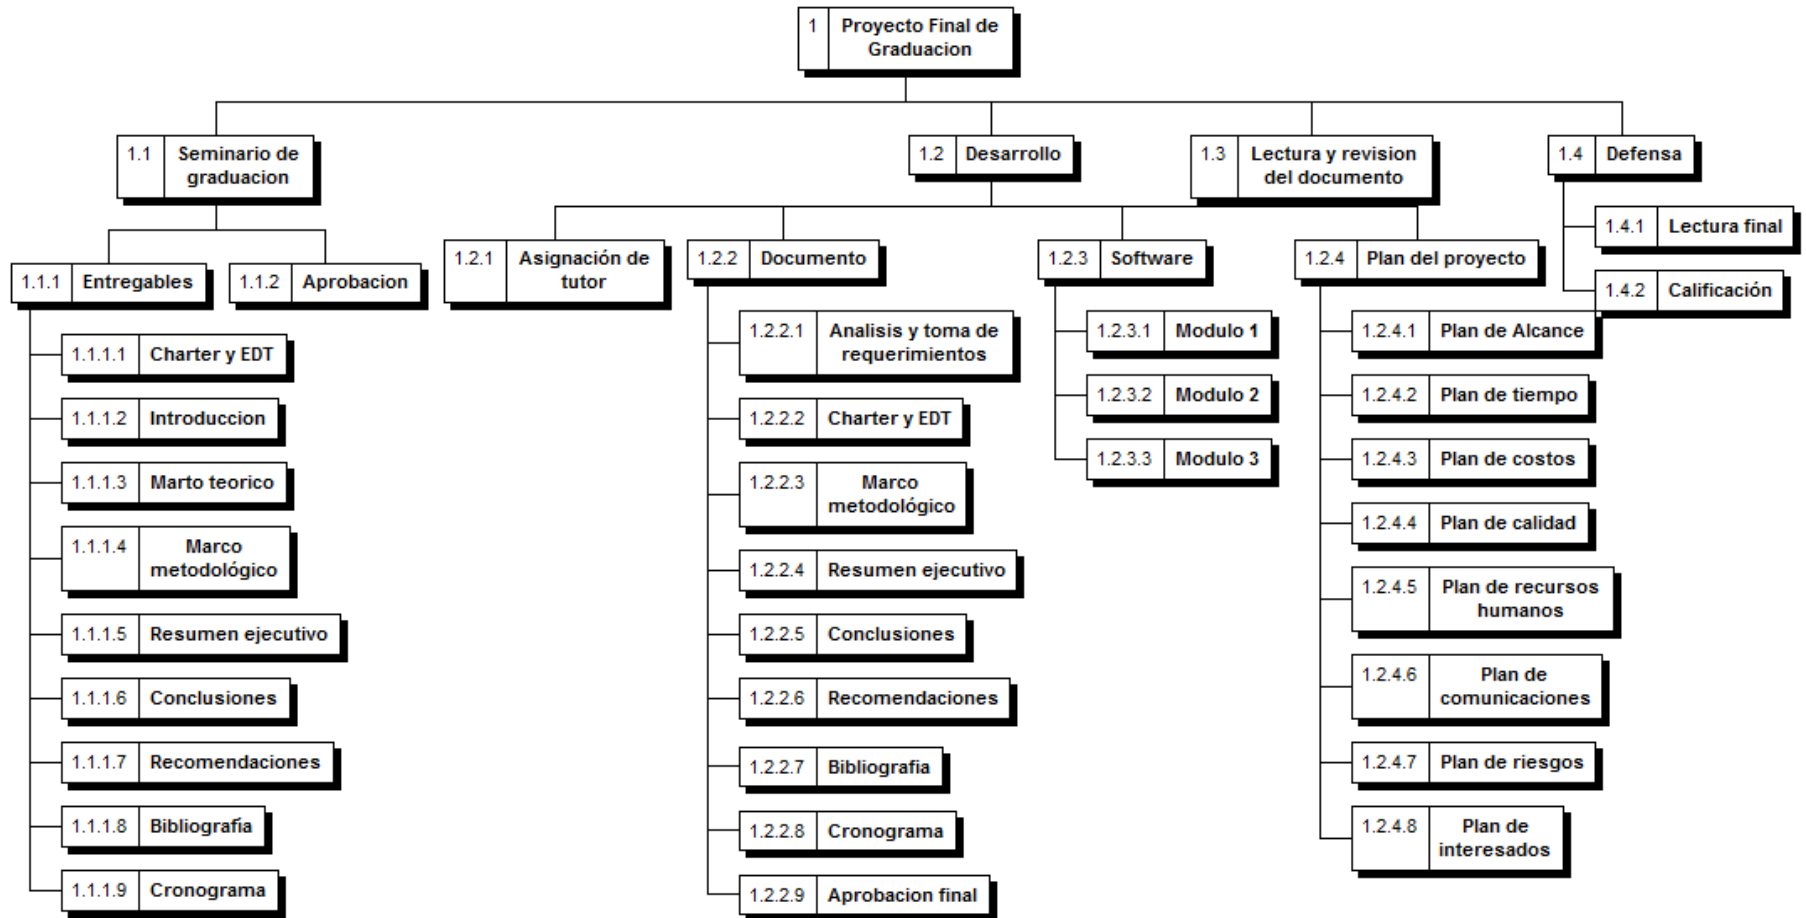 1 Proyecto Final de
Graduacion
1.1 Seminario de
graduacion
1.2 Desarrollo
1.3 Lectura y revision
del documento
1.4 Defensa
1.1.1 Entregables
1.1.2 Aprobacion
1.2.1 Asignación de
tutor
1.2.2 Documento
1.2.3 Software
1.2.4 Plan del proyecto
1.4.1 Lectura final
1.4.2 Calificación
1.1.1.1 Charter y EDT
1.1.1.2 Introduccion
1.1.1.3 Marto teorico
1.1.1.4 Marco
metodológico
1.1.1.5 Resumen ejecutivo
1.1.1.6 Conclusiones
1.1.1.7 Recomendaciones
1.1.1.8 Bibliografía
1.1.1.9 Cronograma
1.2.2.1 Analisis y toma de
requerimientos
1.2.2.2 Charter y EDT
1.2.2.3 Marco
metodológico
1.2.2.4 Resumen ejecutivo
1.2.2.5 Conclusiones
1.2.2.6 Recomendaciones
1.2.2.7 Bibliografia
1.2.2.8 Cronograma
1.2.2.9 Aprobacion final
1.2.3.1 Modulo 1
1.2.3.2 Modulo 2
1.2.3.3 Modulo 3
1.2.4.1 Plan de Alcance
1.2.4.2 Plan de tiempo
1.2.4.3 Plan de costos
1.2.4.4 Plan de calidad
1.2.4.5 Plan de recursos
humanos
1.2.4.6 Plan de
comunicaciones
1.2.4.7 Plan de riesgos
1.2.4.8 Plan de
interesados